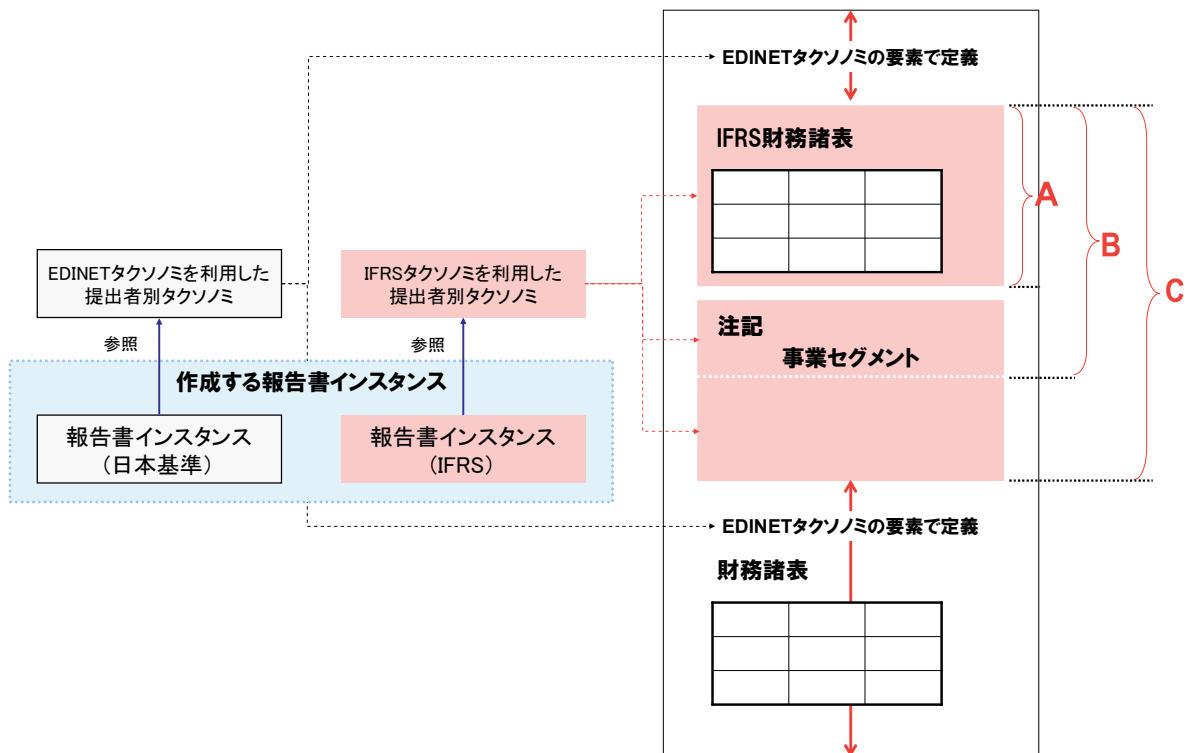 EDINETタクソノミの要素で定義
IFRS財務諸表
A
B
C
EDINETタクソノミを利用した
提出者別タクソノミ
IFRSタクソノミを利用した
提出者別タクソノミ
注記
事業セグメント
参照
参照
作成する報告書インスタンス
報告書インスタンス
(日本基準)
報告書インスタンス
(IFRS)
EDINETタクソノミの要素で定義
財務諸表